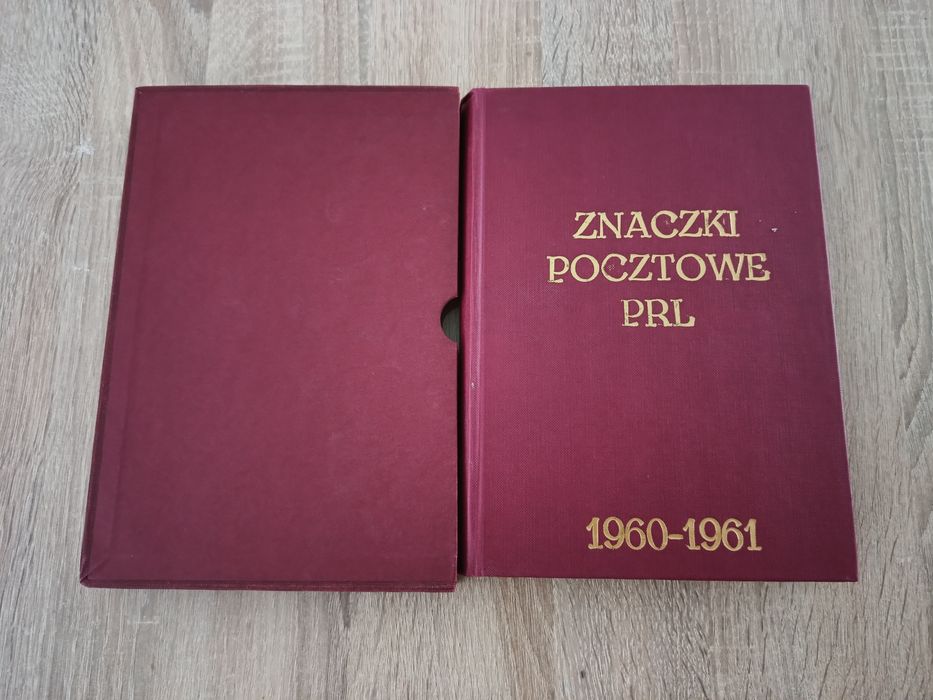 ZNACZKI
POCZTOWE
PRL
1960-1961